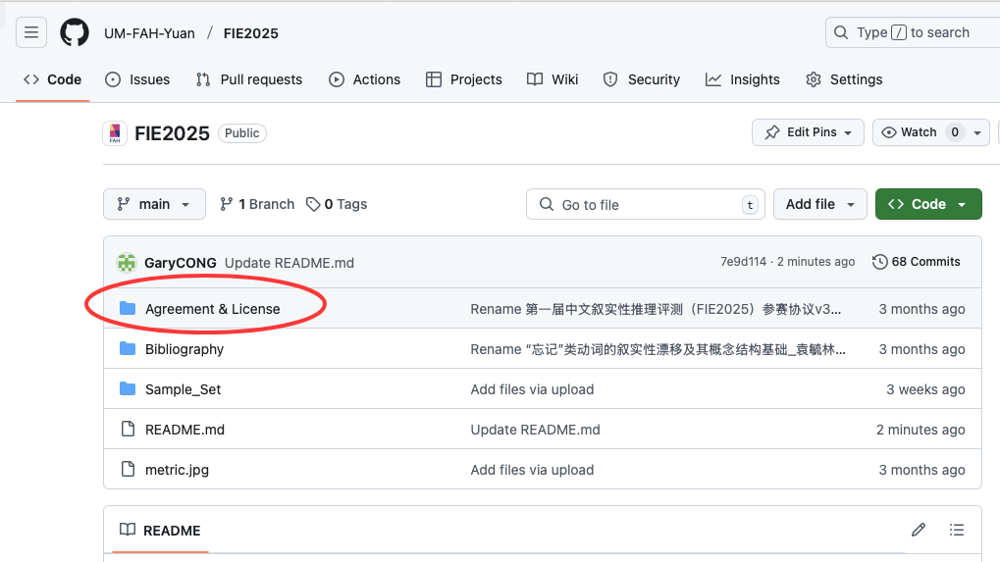 UM-FAH-Yuan / FIE2025
Type / to search
Code Issues Pull requests Actions Projects Wiki Security Insights Settings
FAH FIE2025 Public Edit Pins Watch 0
main 1 Branch 0 Tags Go to file t Add file Code
GaryCONG Update README.md 7e9d114 · 2 minutes ago 68 Commits
Agreement & License Rename 第一届中文叙实性推理评测（FIE2025）参赛协议v3... 3 months ago
Bibliography Rename “忘记”类动词的叙实性漂移及其概念结构基础_袁毓林... 3 months ago
Sample_Set Add files via upload 3 weeks ago
README.md Update README.md 2 minutes ago
metric.jpg Add files via upload 3 months ago
README